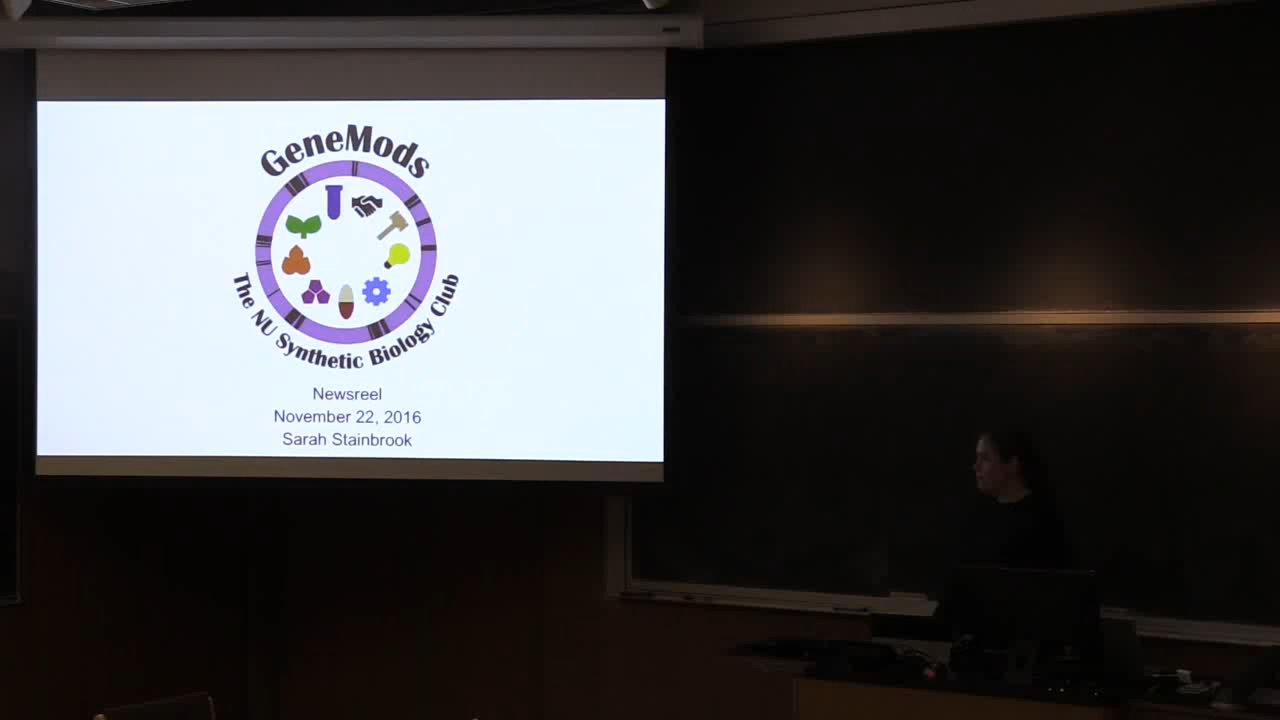 GeneMods
The NU Synthetic Biology Club
Newsreel
November 22, 2016
Sarah Stainbrook